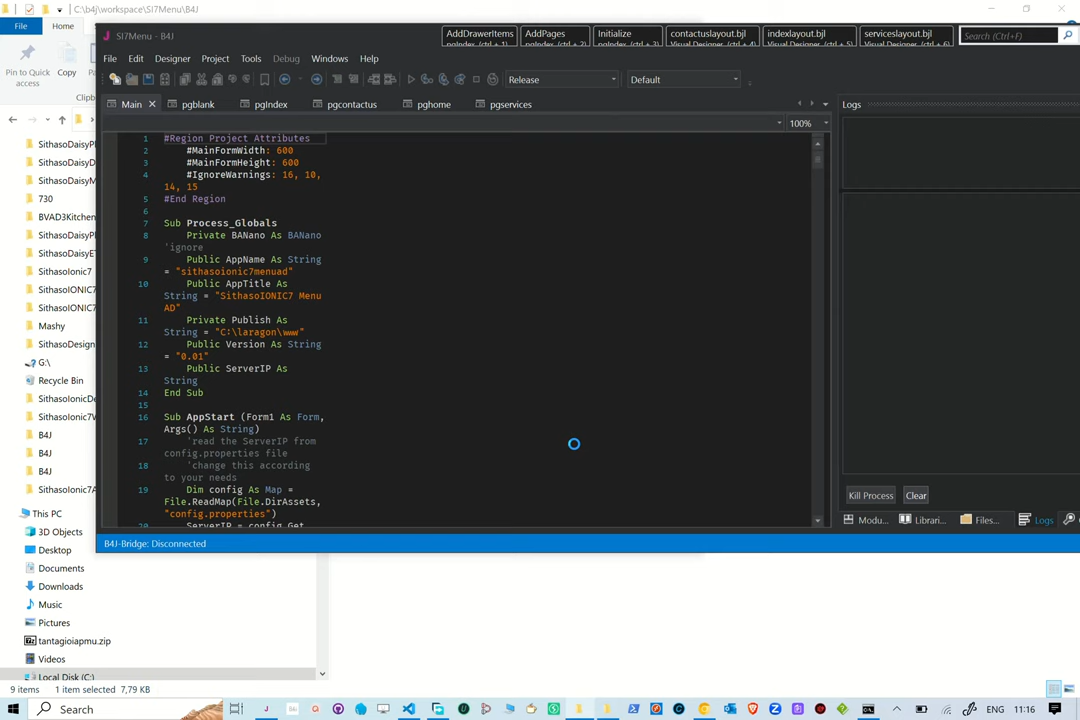 C:\b4j\workspace\SI7Menu\B4J
File
Home
Pin to Quick
access
Copy
Clipb
SI7Menu - B4J
AddDrawerItems
pgIndex (ctrl + 1)
AddPages
pgIndex (ctrl + 2)
Initialize
pgIndex (ctrl + 3)
contactuslayout.bjl
Visual Designer (ctrl + 4)
indexlayout.bjl
Visual Designer (ctrl + 5)
serviceslayout.bjl
Visual Designer (ctrl + 6)
Search (Ctrl+F)
File Edit Designer Project Tools Debug Windows Help
Release
Default
Main
pgblank
pgIndex
pgcontactus
pghome
pgservices
Logs
100%
1 #Region Project Attributes
2 #MainFormWidth: 600
3 #MainFormHeight: 600
4 #IgnoreWarnings: 16, 10,
14, 15
5 #End Region
6
7 Sub Process_Globals
8 Private BANano As BANano
'ignore
9 Public AppName As String
= "sithasoionic7menuad"
10 Public AppTitle As
String = "SithasoIONIC7 Menu
AD"
11 Private Publish As
String = "C:\laragon\www"
12 Public Version As String
= "0.01"
13 Public ServerIP As
String
14 End Sub
15
16 Sub AppStart (Form1 As Form,
Args() As String)
17 'read the ServerIP from
config.properties file
18 'change this according
to your needs
19 Dim config As Map =
File.ReadMap(File.DirAssets,
"config.properties")
20 ServerIP = config.Get
Kill Process
Clear
Modu...
Librari...
Files...
Logs
B4J-Bridge: Disconnected
SithasoDaisyPl
SithasoDaisyD
SithasoDaisyM
730
BVAD3Kitchen
SithasoDaisyPl
SithasoDaisyE7
SithasoIonic7
SithasoIONIC7
SithasoIONIC7
Mashy
SithasoDesign
G:\
Recycle Bin
SithasoIonicDe
SithasoIonic7V
B4J
B4J
B4J
SithasoIonic7A
This PC
3D Objects
Desktop
Documents
Downloads
Music
Pictures
tantagioiapmu.zip
Videos
Local Disk (C:)
9 items
1 item selected 7,79 KB
Search
ENG
11:16